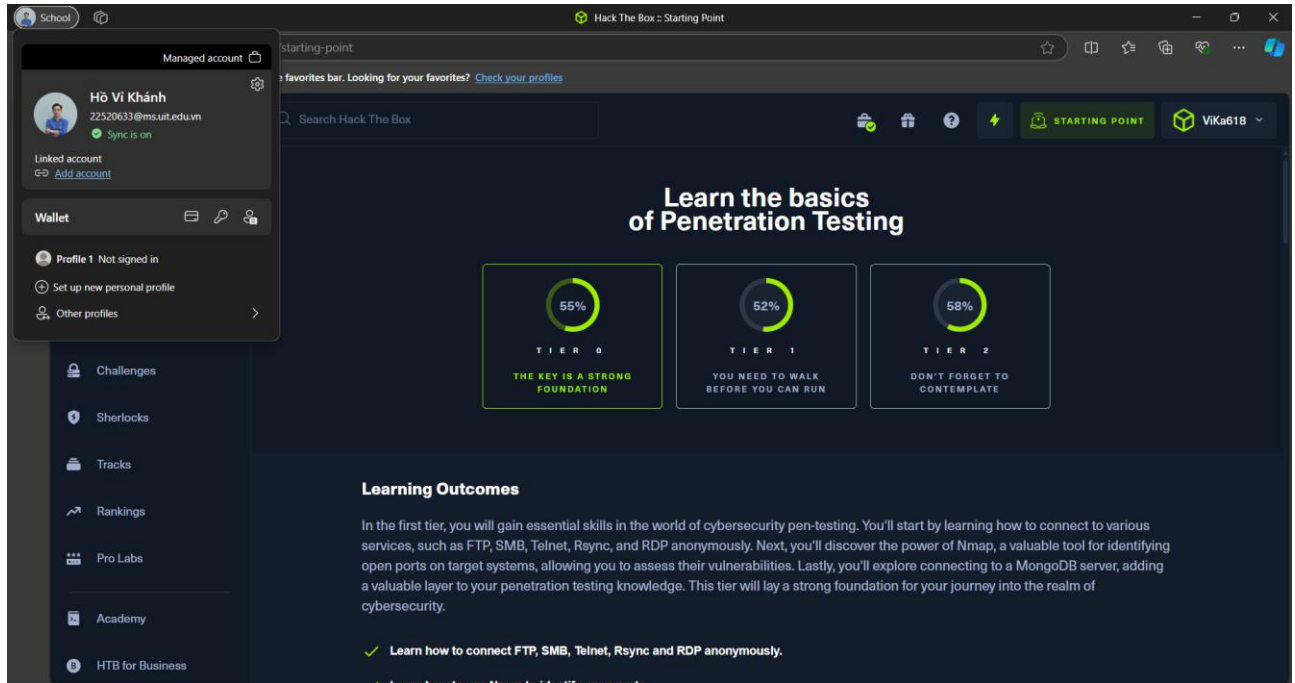 School
Hack The Box :: Starting Point
Managed account
/starting-point
Hồ Vĩ Khánh
22520633@ms.uit.edu.vn
Sync is on
Linked account
Add account
Wallet
Profile 1 Not signed in
Set up new personal profile
Other profiles
favorites bar. Looking for your favorites? Check your profiles
Search Hack The Box
STARTING POINT
ViKa618
Challenges
Sherlocks
Tracks
Rankings
Pro Labs
Academy
HTB for Business
Learn the basics
of Penetration Testing
55%
TIER 0
THE KEY IS A STRONG
FOUNDATION
52%
TIER 1
YOU NEED TO WALK
BEFORE YOU CAN RUN
58%
TIER 2
DON'T FORGET TO
CONTEMPLATE
Learning Outcomes
In the first tier, you will gain essential skills in the world of cybersecurity pen-testing. You'll start by learning how to connect to various
services, such as FTP, SMB, Telnet, Rsync, and RDP anonymously. Next, you'll discover the power of Nmap, a valuable tool for identifying
open ports on target systems, allowing you to assess their vulnerabilities. Lastly, you'll explore connecting to a MongoDB server, adding
a valuable layer to your penetration testing knowledge. This tier will lay a strong foundation for your journey into the realm of
cybersecurity.
Learn how to connect FTP, SMB, Telnet, Rsync and RDP anonymously.